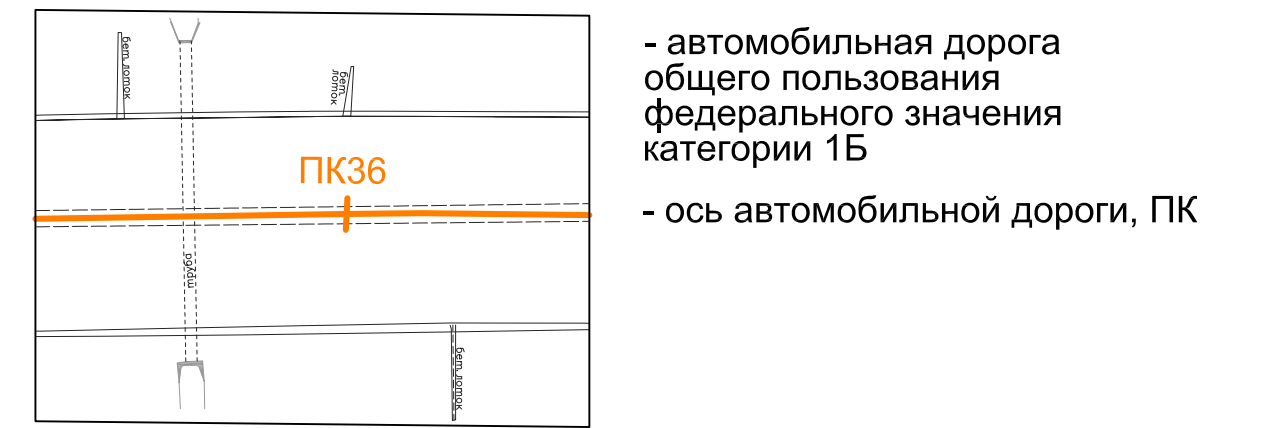 бет. лоток
бет.
лоток
ПК36
труба
бет. лоток
- автомобильная дорога
общего пользования
федерального значения
категории 1Б
- ось автомобильной дороги, ПК